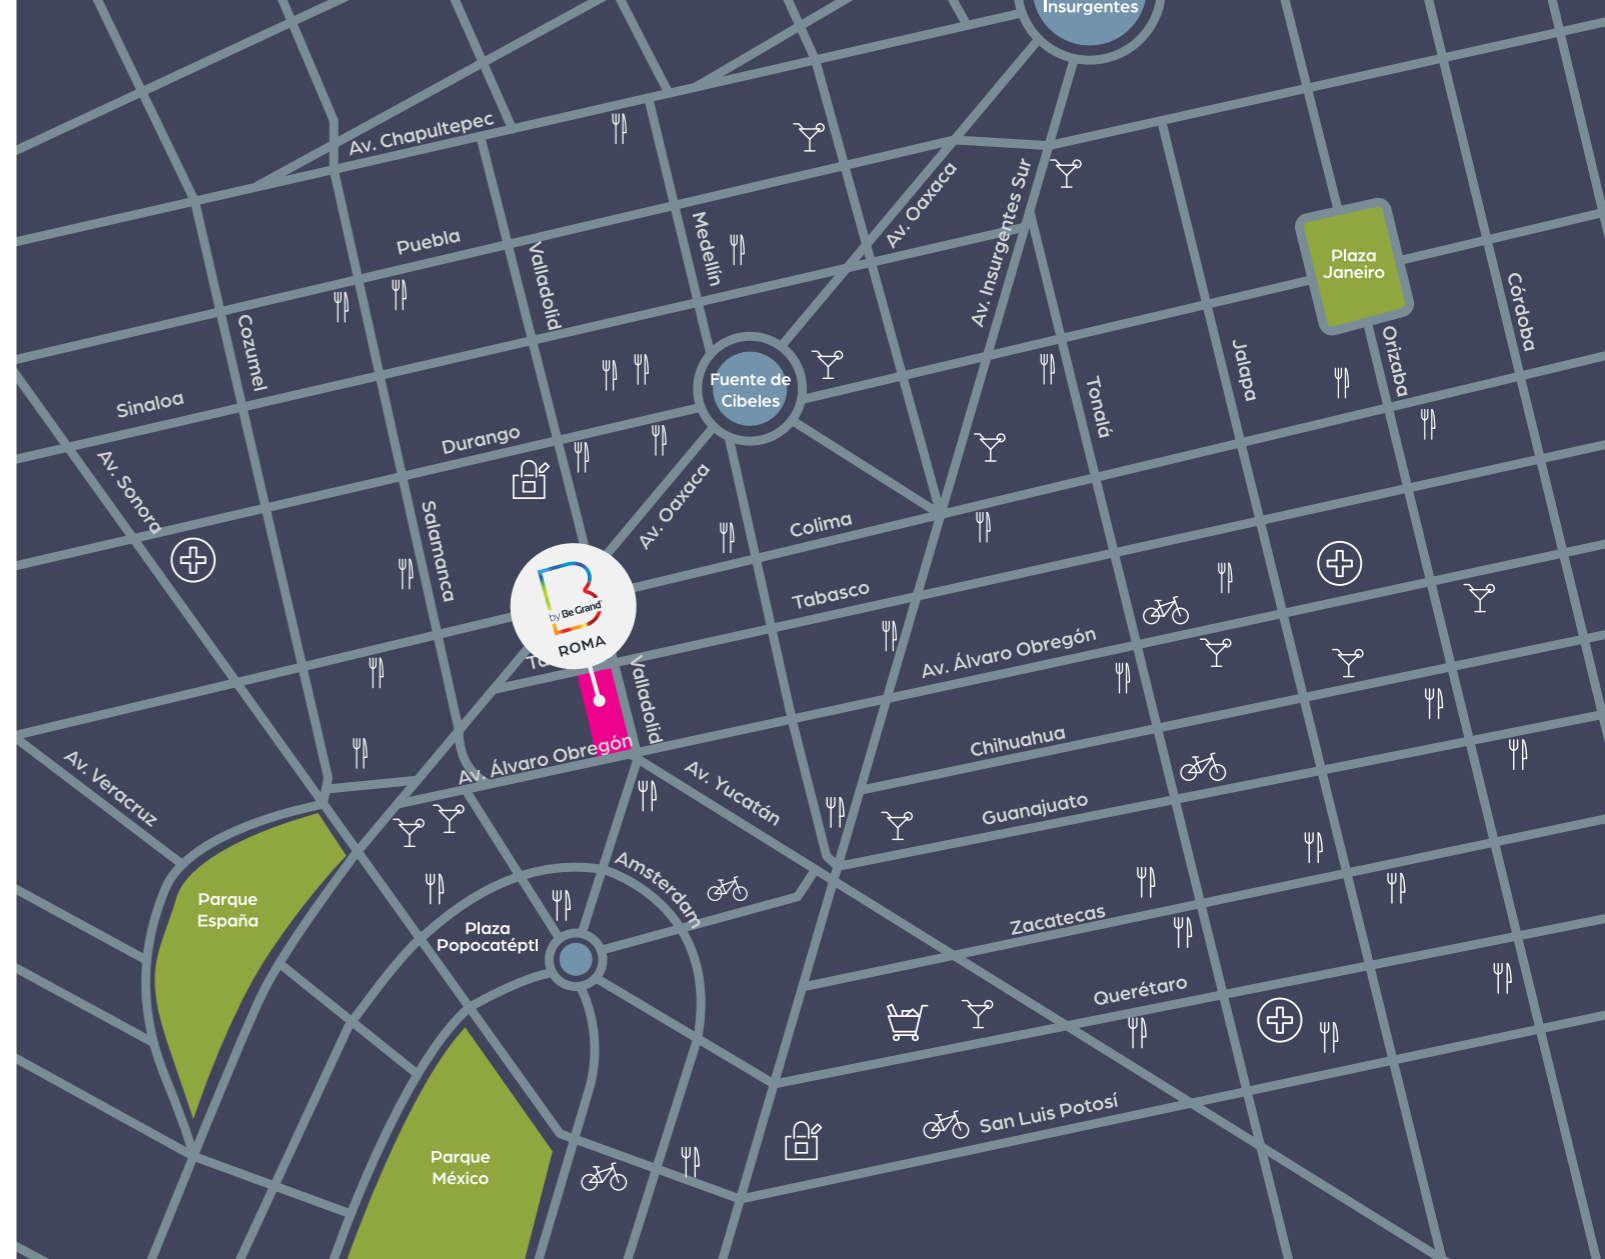 Insurgentes
Av. Chapultepec
Puebla
Valladolid
Medellín
Av. Oaxaca
Av. Insurgentes Sur
Plaza
Janeiro
Cozumel
Jalapa
Orizaba
Córdoba
Sinaloa
Fuente de
Cibeles
Tonalá
Durango
Av. Sonora
Salamanca
Av. Oaxaca
Colima
Tabasco
by Be Grand
ROMA
Valladolid
Av. Álvaro Obregón
Av. Álvaro Obregón
Chihuahua
Av. Veracruz
Av. Yucatán
Guanajuato
Amsterdam
Parque
España
Plaza
Popocatéptl
Zacatecas
Querétaro
San Luis Potosí
Parque
México